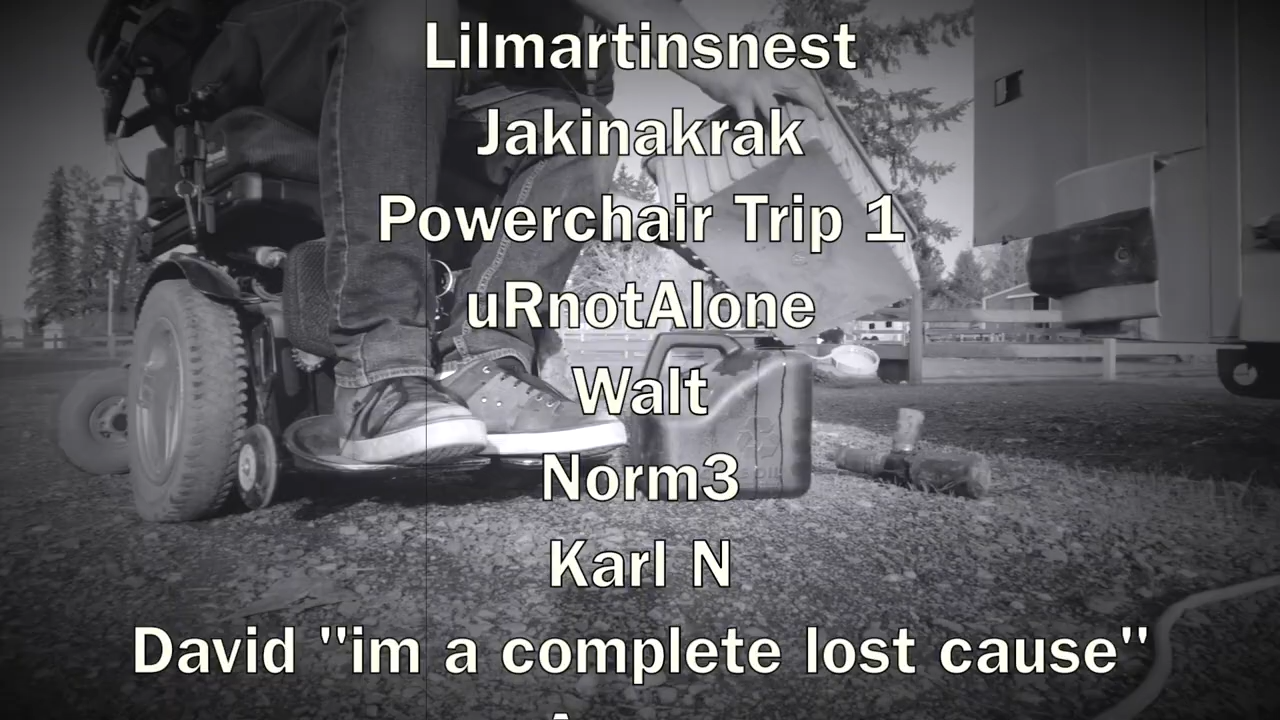 Lilmartinsnest
Jakinakrak
Powerchair Trip 1
uRnotAlone
Walt
Norm3
Karl N
David "im a complete lost cause"